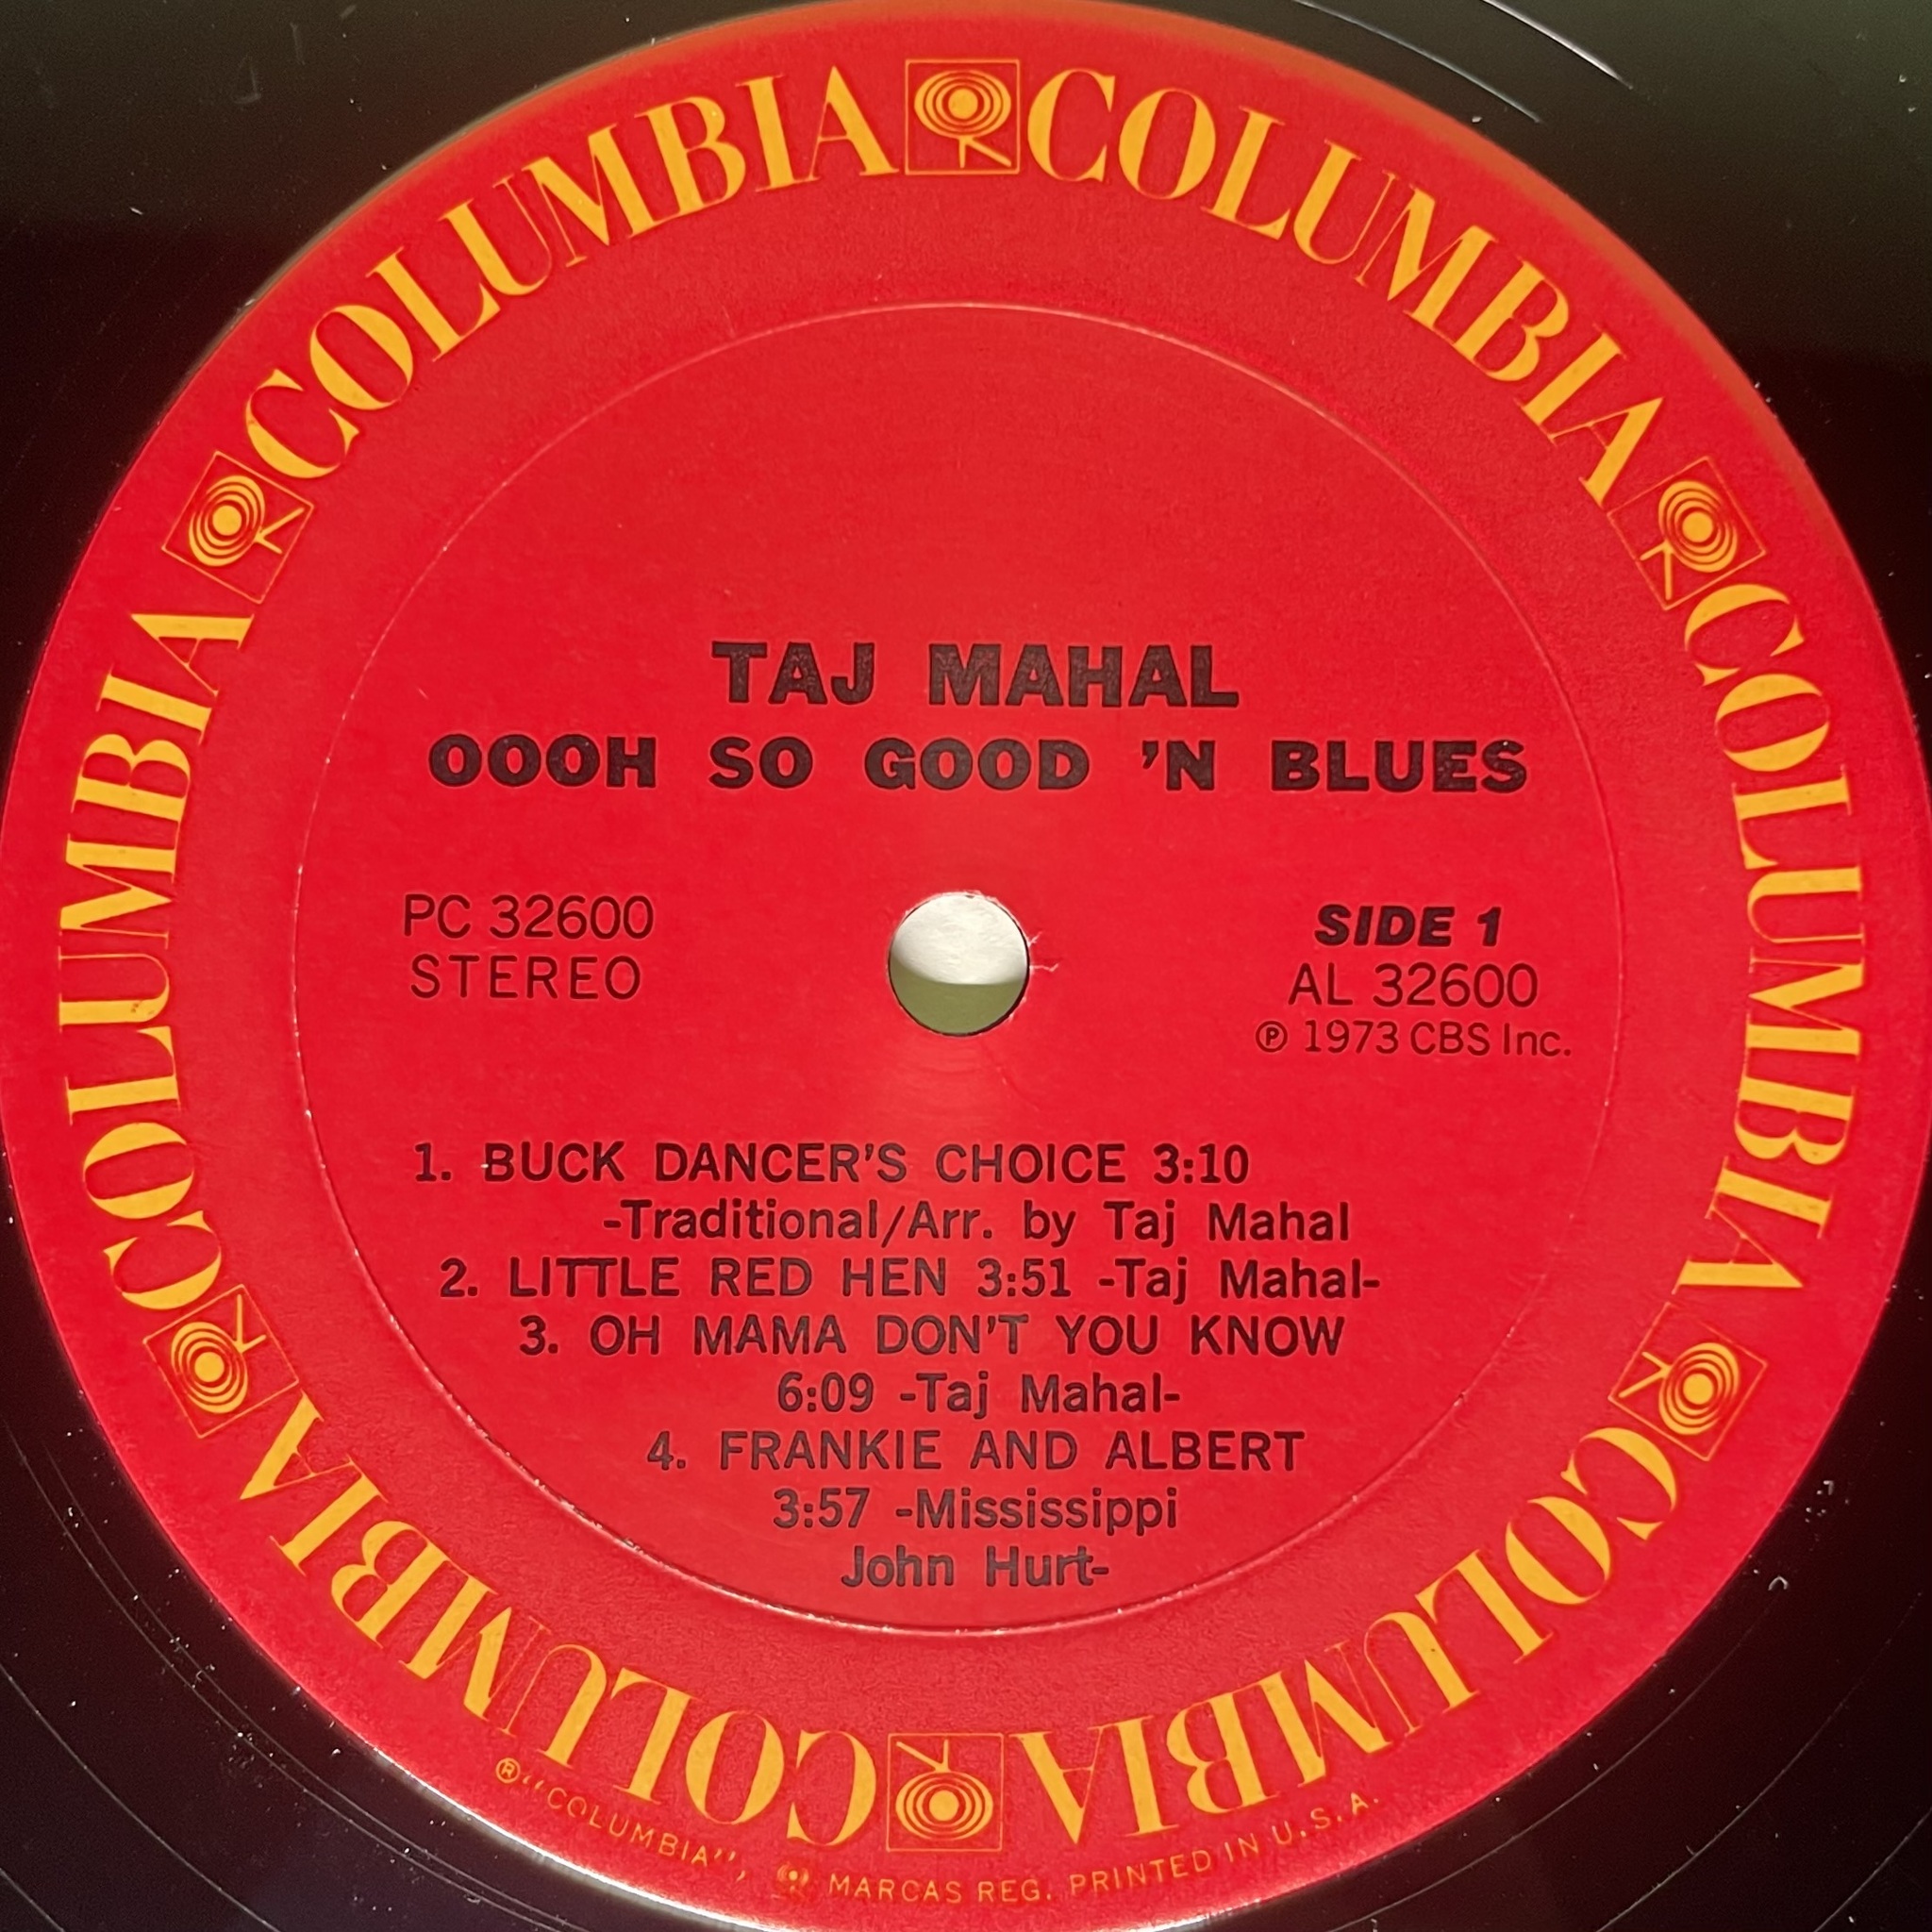 COLUMBIA COLUMBIA COLUMBIA COLUMBIA COLUMBIA COLUMBIA
TAJ MAHAL
OOOH SO GOOD 'N BLUES
PC 32600
STEREO
SIDE 1
AL 32600
℗ 1973 CBS Inc.
1. BUCK DANCER'S CHOICE 3:10
-Traditional/Arr. by Taj Mahal
2. LITTLE RED HEN 3:51 -Taj Mahal-
3. OH MAMA DON'T YOU KNOW
6:09 -Taj Mahal-
4. FRANKIE AND ALBERT
3:57 -Mississippi
John Hurt-
® "COLUMBIA", MARCAS REG. PRINTED IN U.S.A.